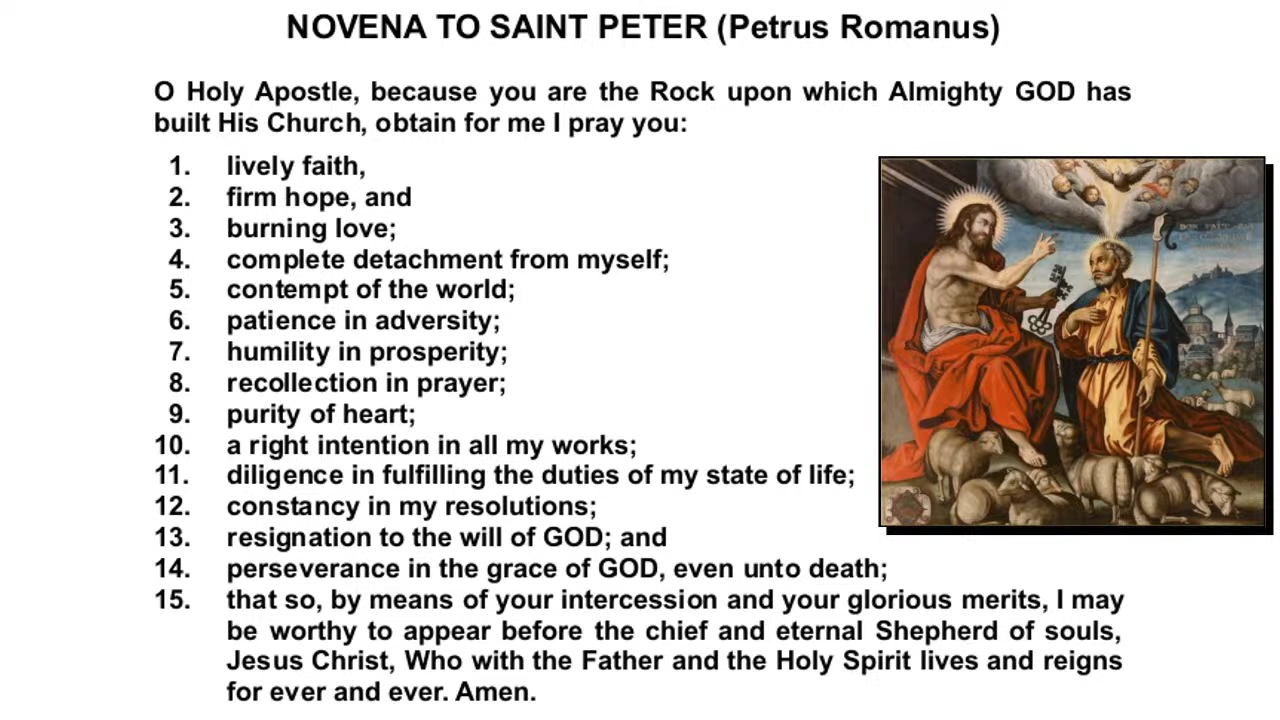 NOVENA TO SAINT PETER (Petrus Romanus)
O Holy Apostle, because you are the Rock upon which Almighty GOD has
built His Church, obtain for me I pray you:
1. lively faith,
2. firm hope, and
3. burning love;
4. complete detachment from myself;
5. contempt of the world;
6. patience in adversity;
7. humility in prosperity;
8. recollection in prayer;
9. purity of heart;
10. a right intention in all my works;
11. diligence in fulfilling the duties of my state of life;
12. constancy in my resolutions;
13. resignation to the will of GOD; and
14. perseverance in the grace of GOD, even unto death;
15. that so, by means of your intercession and your glorious merits, I may
be worthy to appear before the chief and eternal Shepherd of souls,
Jesus Christ, Who with the Father and the Holy Spirit lives and reigns
for ever and ever. Amen.